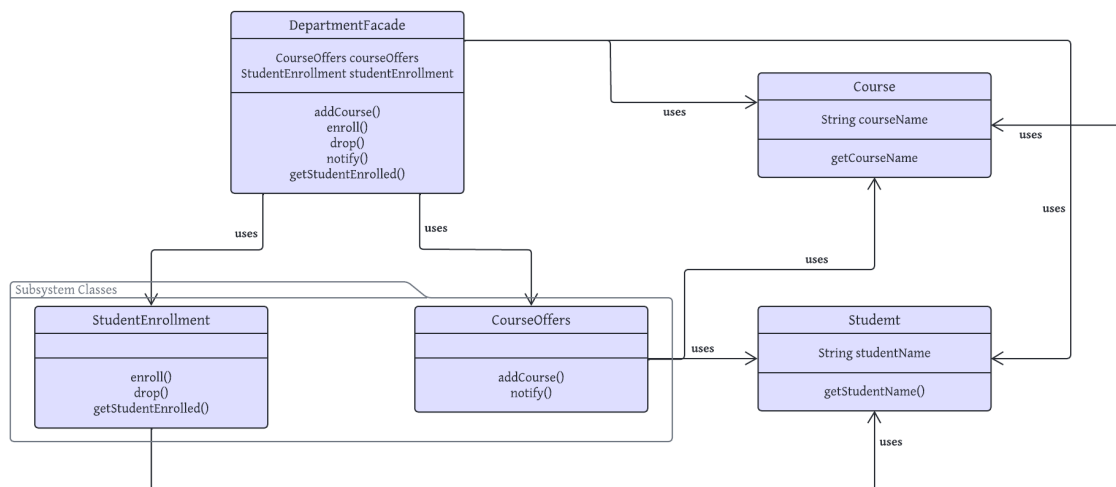 DepartmentFacade
CourseOffers courseOffers
StudentEnrollment studentEnrollment
addCourse()
enroll()
drop()
notify()
getStudentEnrolled()
uses
Course
String courseName
getCourseName
uses
uses
uses
uses
uses
Subsystem Classes
StudentEnrollment
enroll()
drop()
getStudentEnrolled()
CourseOffers
addCourse()
notify()
uses
Studemt
String studentName
getStudentName()
uses